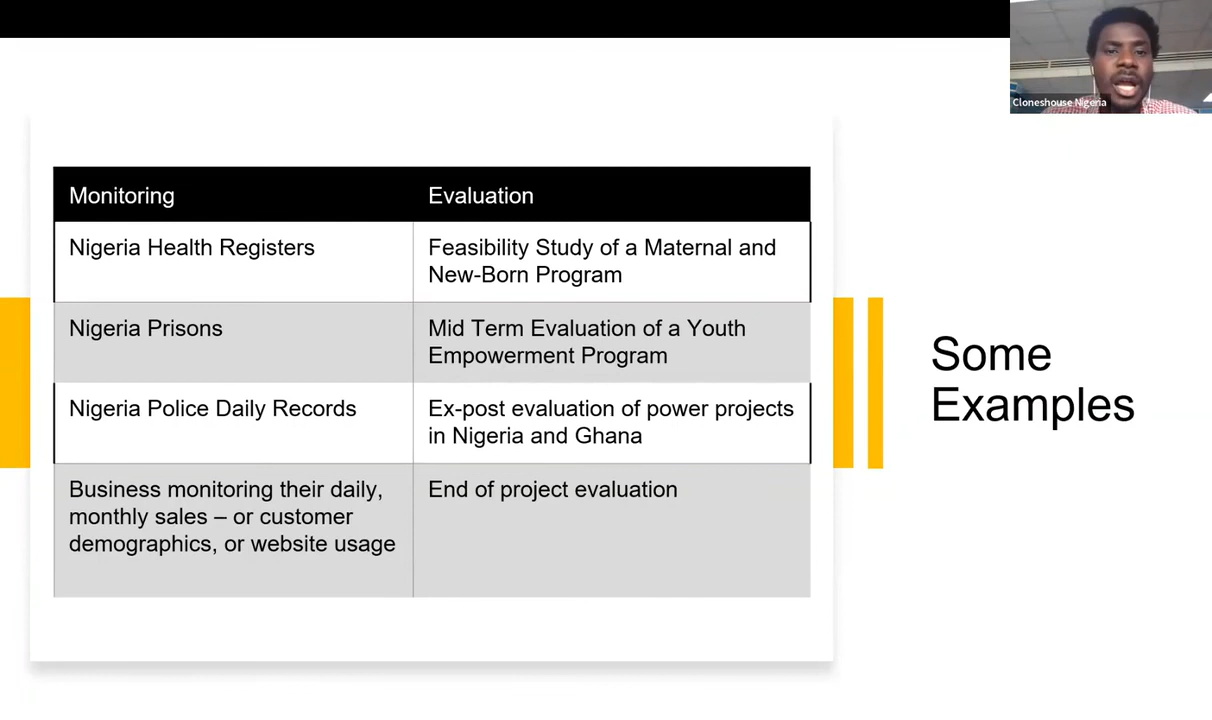 Cloneshouse Nigeria
Monitoring
Evaluation
Nigeria Health Registers
Feasibility Study of a Maternal and
New-Born Program
Nigeria Prisons
Mid Term Evaluation of a Youth
Empowerment Program
Nigeria Police Daily Records
Ex-post evaluation of power projects
in Nigeria and Ghana
Business monitoring their daily,
monthly sales – or customer
demographics, or website usage
End of project evaluation
Some
Examples